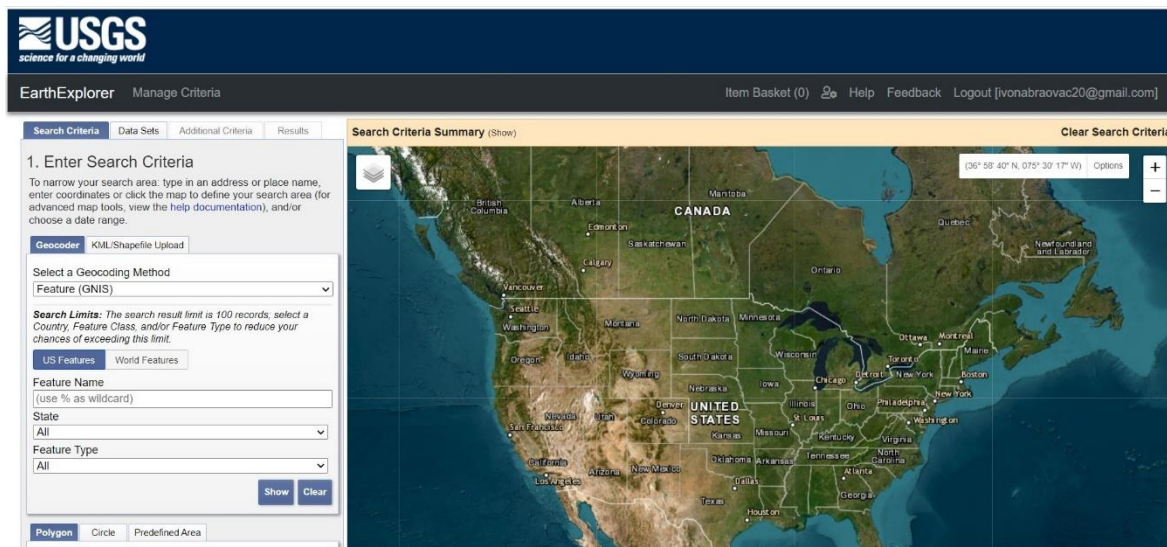 USGS
science for a changing world
EarthExplorer Manage Criteria Item Basket (0) Help Feedback Logout [ivonabraovac20@gmail.com]
Search Criteria Data Sets Additional Criteria Results
1. Enter Search Criteria
To narrow your search area: type in an address or place name,
enter coordinates or click the map to define your search area (for
advanced map tools, view the help documentation), and/or
choose a date range.
Geocoder KML/Shapefile Upload
Select a Geocoding Method
Feature (GNIS)
Search Limits: The search result limit is 100 records; select a
Country, Feature Class, and/or Feature Type to reduce your
chances of exceeding this limit.
US Features World Features
Feature Name
(use % as wildcard)
State
All
Feature Type
All
Show Clear
Polygon Circle Predefined Area
Search Criteria Summary (Show) Clear Search Criteria
(36° 58' 40" N, 075° 30' 17" W) Options
+
−
British
Columbia
Alberta
Manitoba
CANADA
Edmonton
Saskatchewan
Quebec
Newfoundland
and Labrador
Calgary
Ontario
Vancouver
Seattle
Washington
Montana
North Dakota
Minnesota
Ottawa
Montreal
Maine
Oregon
Idaho
South Dakota
Wisconsin
Toronto
Wyoming
Chicago
Detroit
New York
Boston
Nebraska
Iowa
New York
Nevada
Utah
Denver
Colorado
UNITED
STATES
Illinois
Ohio
Philadelphia
San Francisco
St Louis
Washington
Kansas
Missouri
Kentucky
Virginia
California
Los Angeles
Arizona
New Mexico
Oklahoma
Arkansas
Tennessee
North
Carolina
Dallas
Atlanta
Texas
Georgia
Houston